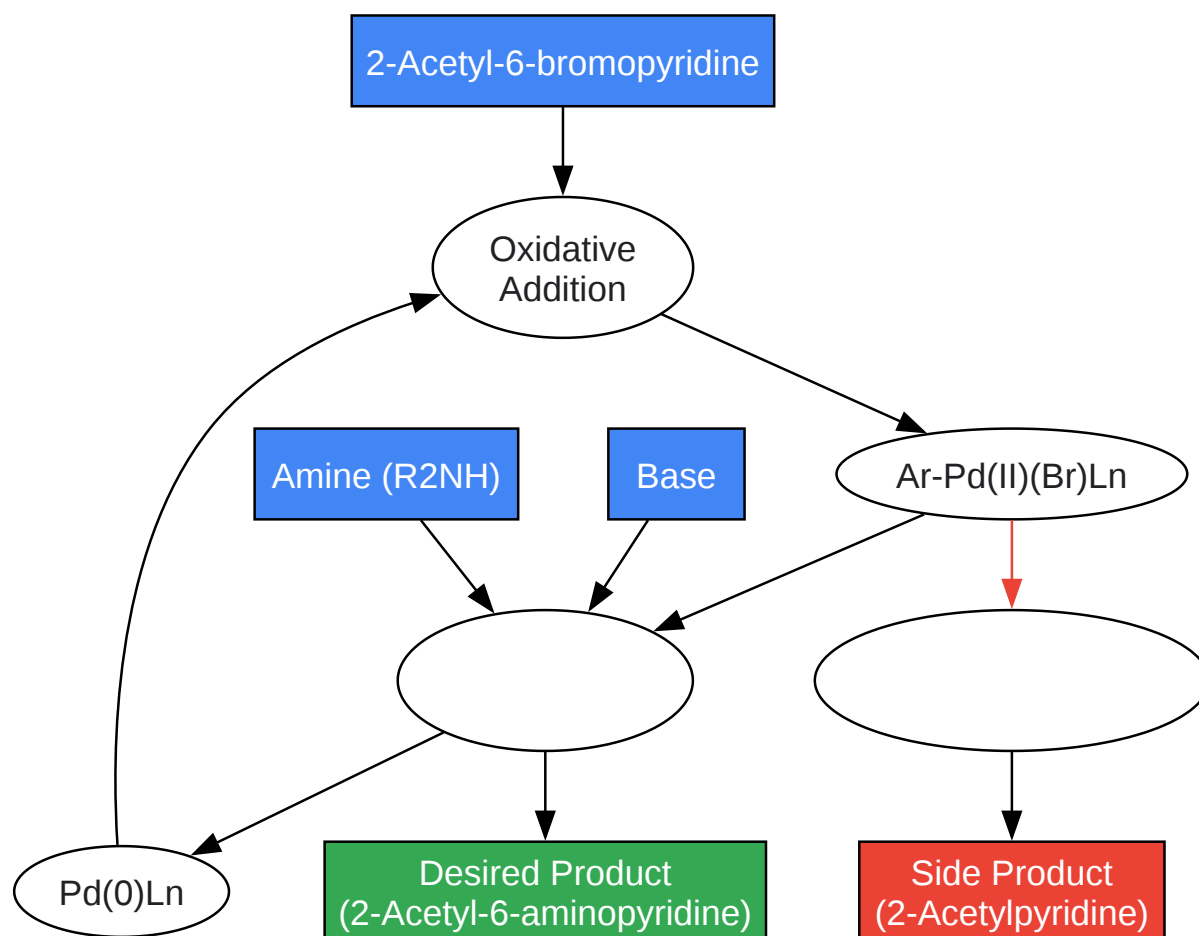 2-Acetyl-6-bromopyridine
Oxidative
Addition
Amine (R2NH)
Base
Ar-Pd(II)(Br)Ln
Pd(0)Ln
Desired Product
(2-Acetyl-6-aminopyridine)
Side Product
(2-Acetylpyridine)